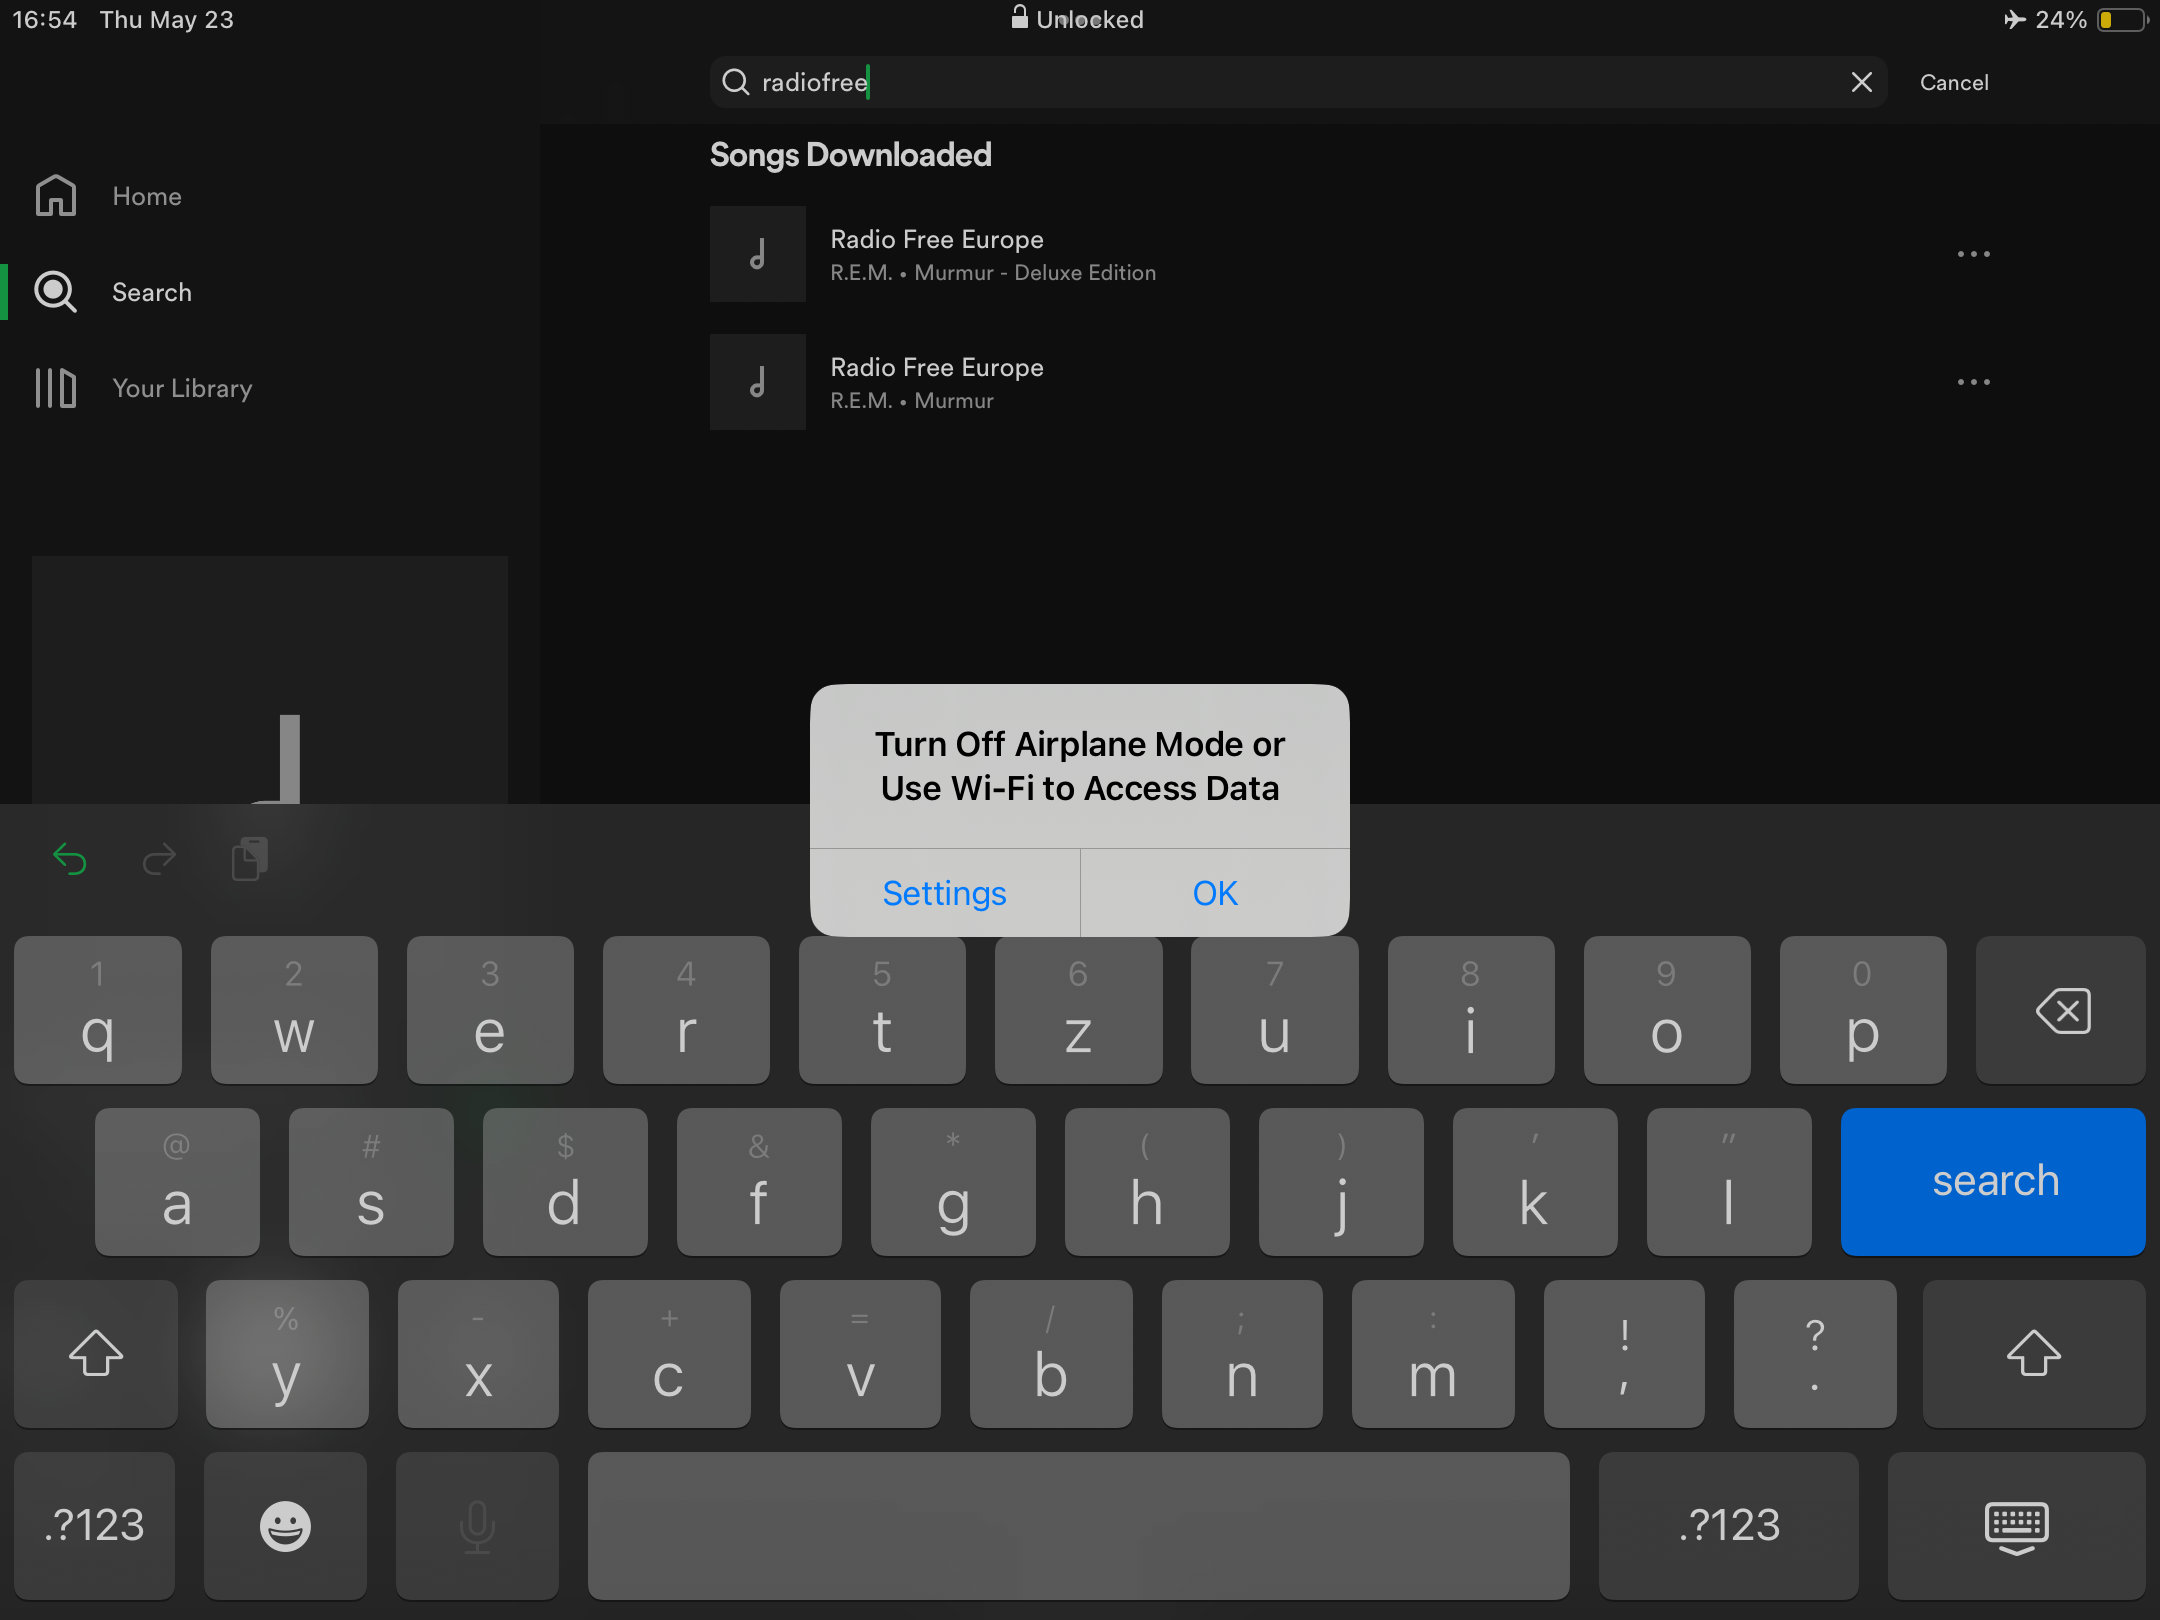 16:54 Thu May 23
Unlocked
24%
radiofree
Cancel
Home
Search
Your Library
Songs Downloaded
Radio Free Europe
R.E.M. • Murmur - Deluxe Edition
Radio Free Europe
R.E.M. • Murmur
Turn Off Airplane Mode or
Use Wi-Fi to Access Data
Settings OK
1 2 3 4 5 6 7 8 9 0
q w e r t z u i o p
@ # $ & * ( ) ' "
a s d f g h j k l search
% - + = / ; : ! ?
y x c v b n m , .
.?123 .?123